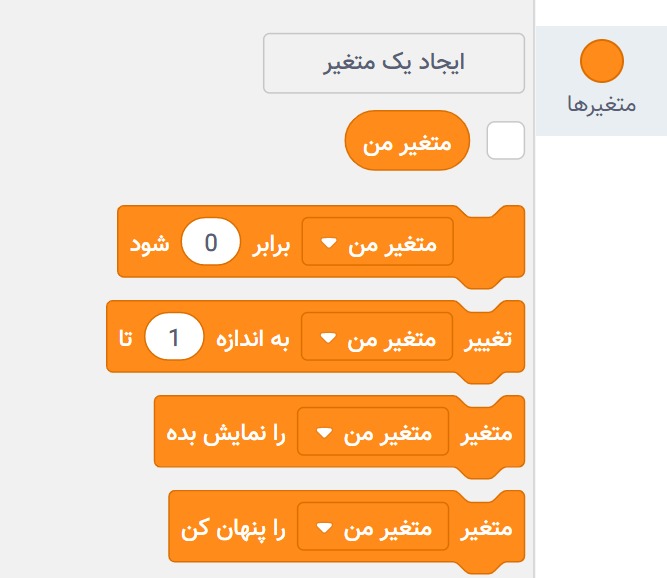 ایجاد یک متغیر
متغیرها
متغیر من
متغیر من برابر 0 شود
تغییر متغیر من به اندازه 1 تا
متغیر متغیر من را نمایش بده
متغیر متغیر من را پنهان کن